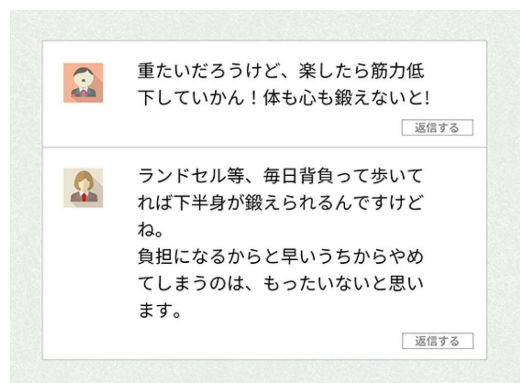 重たいだろうけど、楽したら筋力低
下していかん！体も心も鍛えないと!
返信する
ランドセル等、毎日背負って歩いて
れば下半身が鍛えられるんですけど
ね。
負担になるからと早いうちからやめ
てしまうのは、もったいないと思い
ます。
返信する